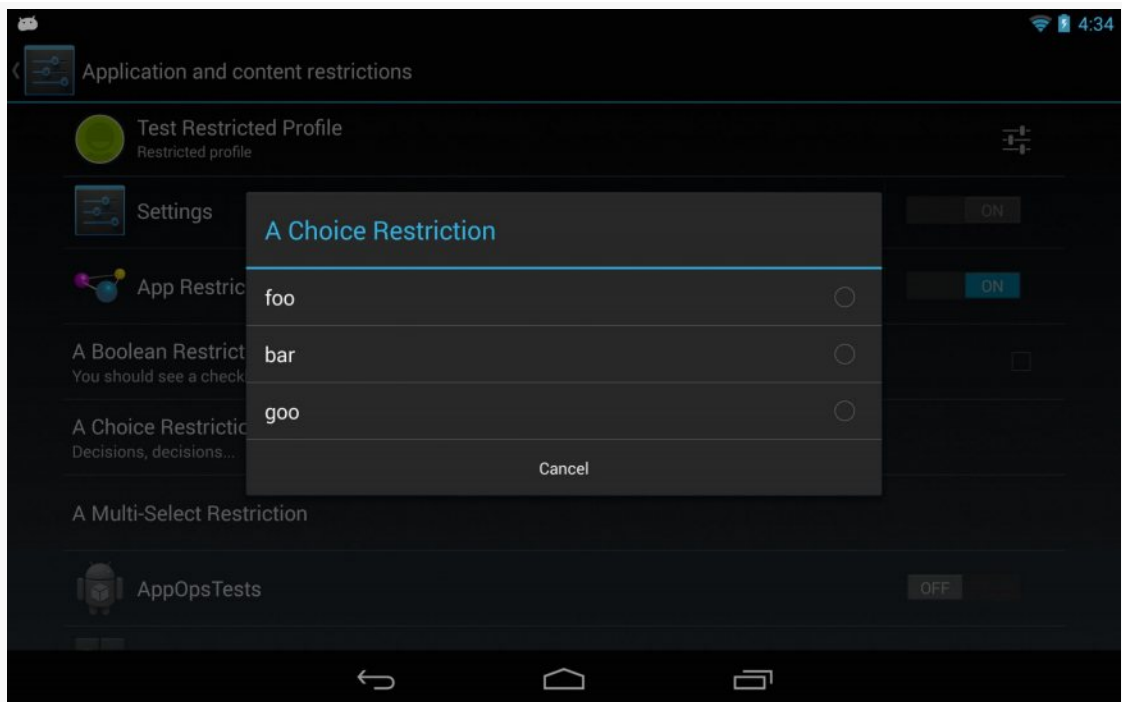 4:34
Application and content restrictions
Test Restricted Profile
Restricted profile
Settings
ON
A Choice Restriction
App Restric
ON
foo
A Boolean Restrict
You should see a check
bar
A Choice Restrictio
Decisions, decisions...
goo
Cancel
A Multi-Select Restriction
AppOpsTests
OFF